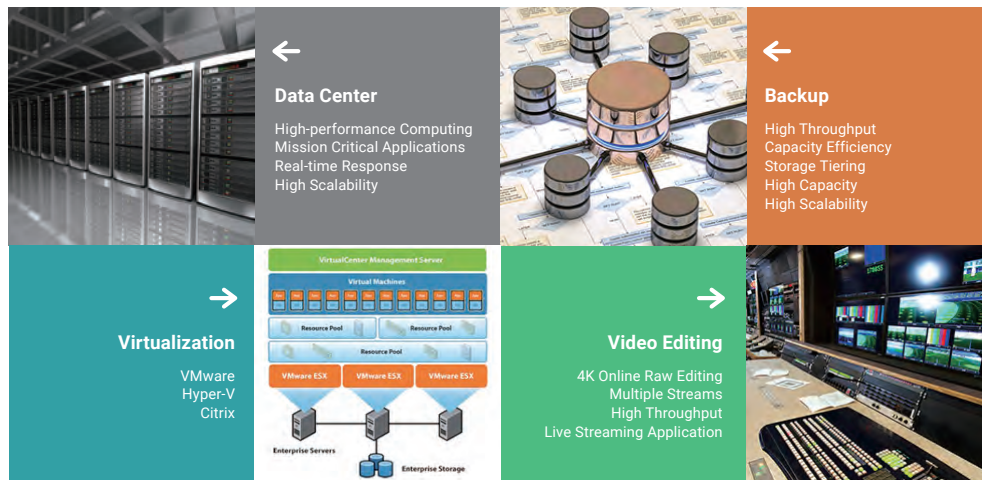 Data Center
High-performance Computing
Mission Critical Applications
Real-time Response
High Scalability
Backup
High Throughput
Capacity Efficiency
Storage Tiering
High Capacity
High Scalability
Virtualization
VMware
Hyper-V
Citrix
VirtualCenter Management Server
Virtual Machines
Resource Pool
Resource Pool
Resource Pool
VMware ESX
VMware ESX
VMware ESX
Enterprise Servers
Enterprise Storage
Video Editing
4K Online Raw Editing
Multiple Streams
High Throughput
Live Streaming Application